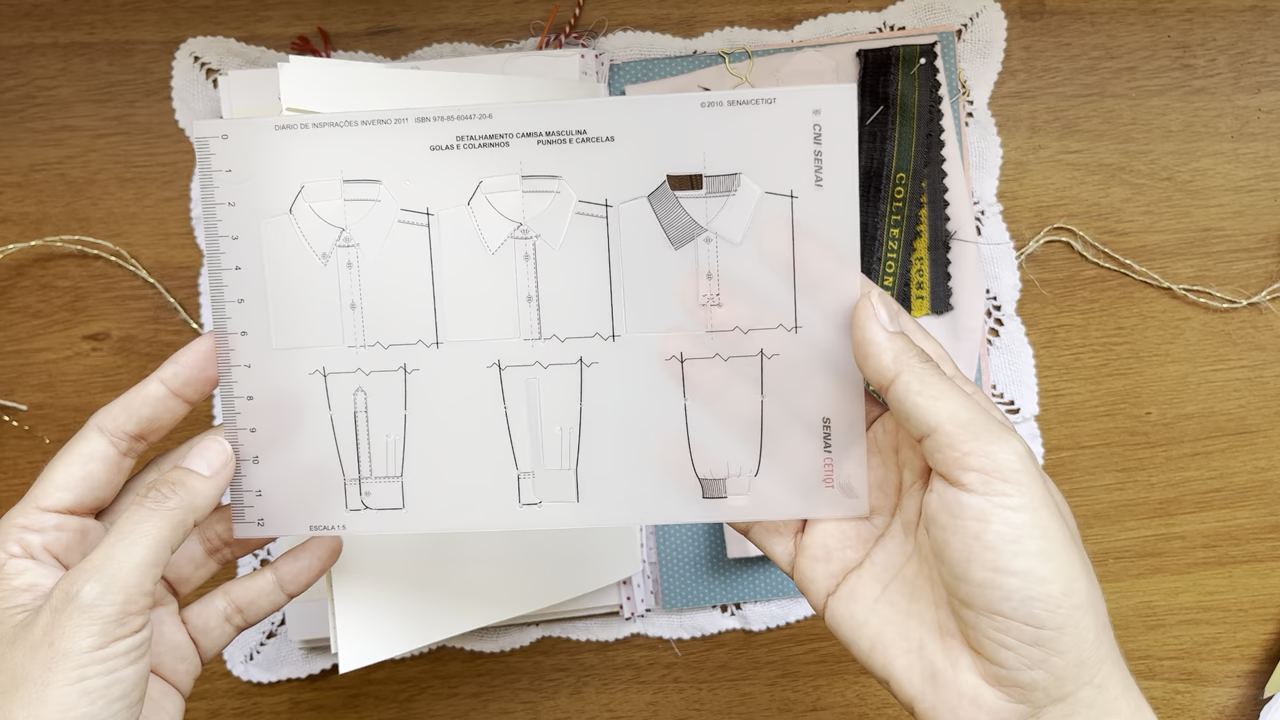 DIÁRIO DE INSPIRAÇÕES INVERNO 2011 ISBN 978-85-60447-20-6
©2010. SENAI/CETIQT
DETALHAMENTO CAMISA MASCULINA
GOLAS E COLARINHOS PUNHOS E CARCELAS
CNI SENAI
SENAI CETIQT
0
1
2
3
4
5
6
7
8
9
10
11
12
ESCALA 1:5
COLLEZION